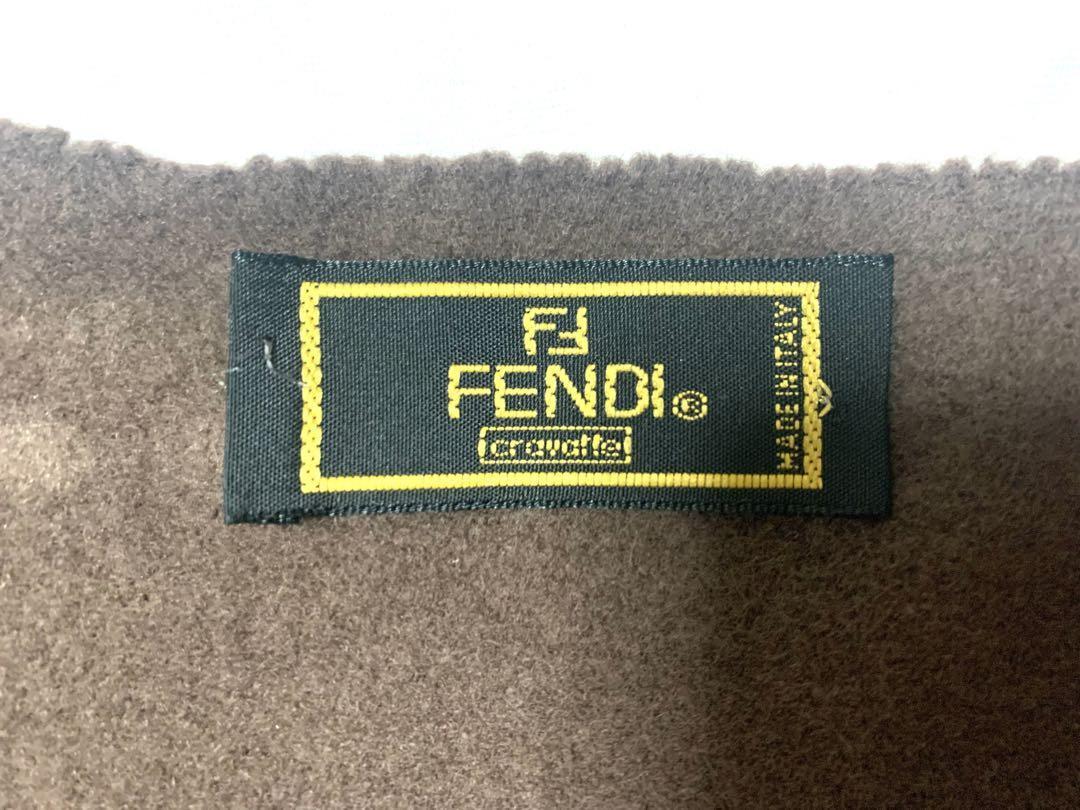 FF
FENDI®
cravatte
MADE IN ITALY